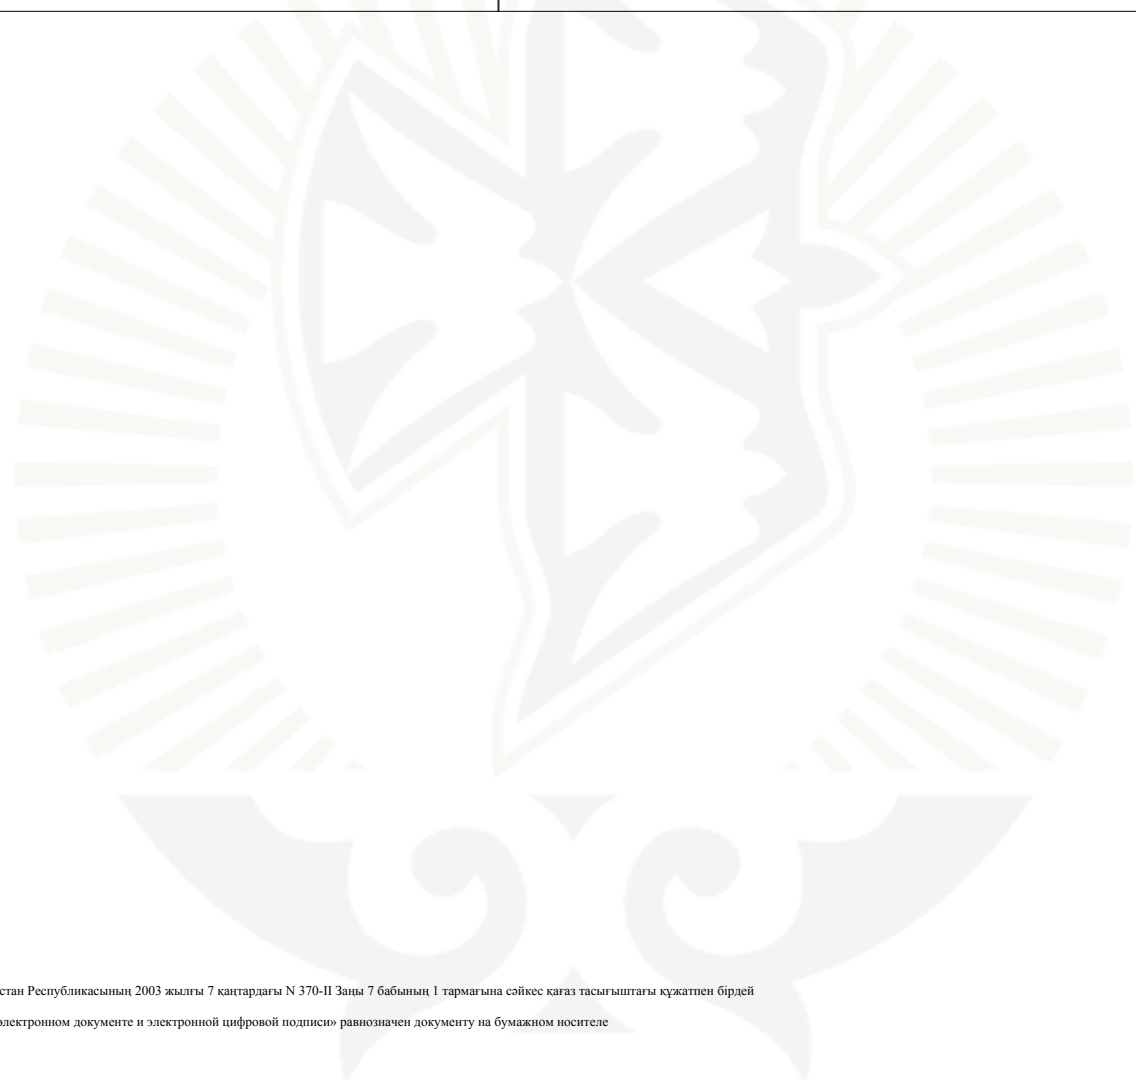 стан Республикасының 2003 жылғы 7 қаңтардағы N 370-II Заңы 7 бабының 1 тармағына сәйкес қағаз тасығыштағы құжатпен бірдей
электронном документе и электронной цифровой подписи» равнозначен документу на бумажном носителе